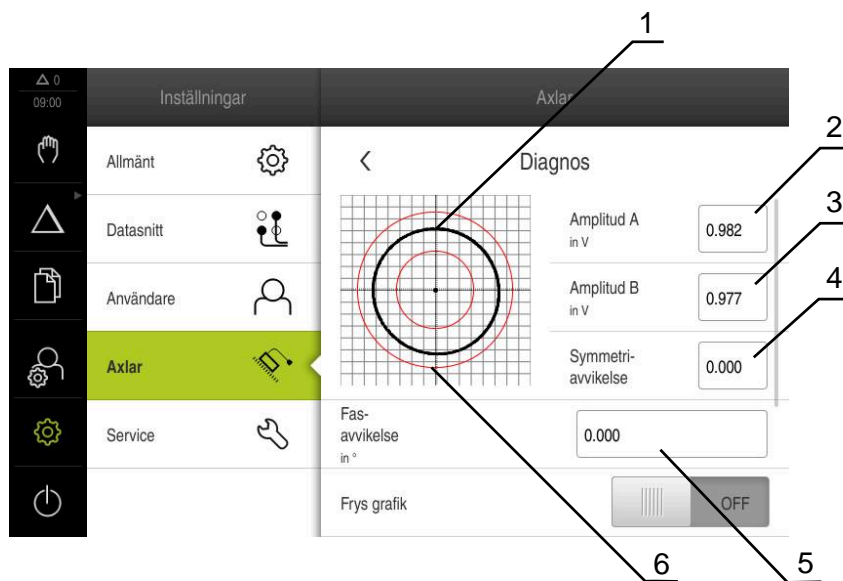 1
0
09:00
Inställningar
Axlar
Allmänt
Datasnitt
Användare
Axlar
Service
Diagnos
Amplitud A
in V
0.982
2
Amplitud B
in V
0.977
3
Symmetri-
avvikelse
0.000
4
Fas-
avvikelse
in °
0.000
Frys grafik
OFF
6
5